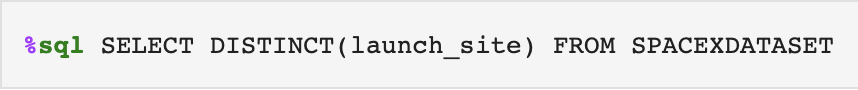 %sql SELECT DISTINCT(launch_site) FROM SPACEXDATASET